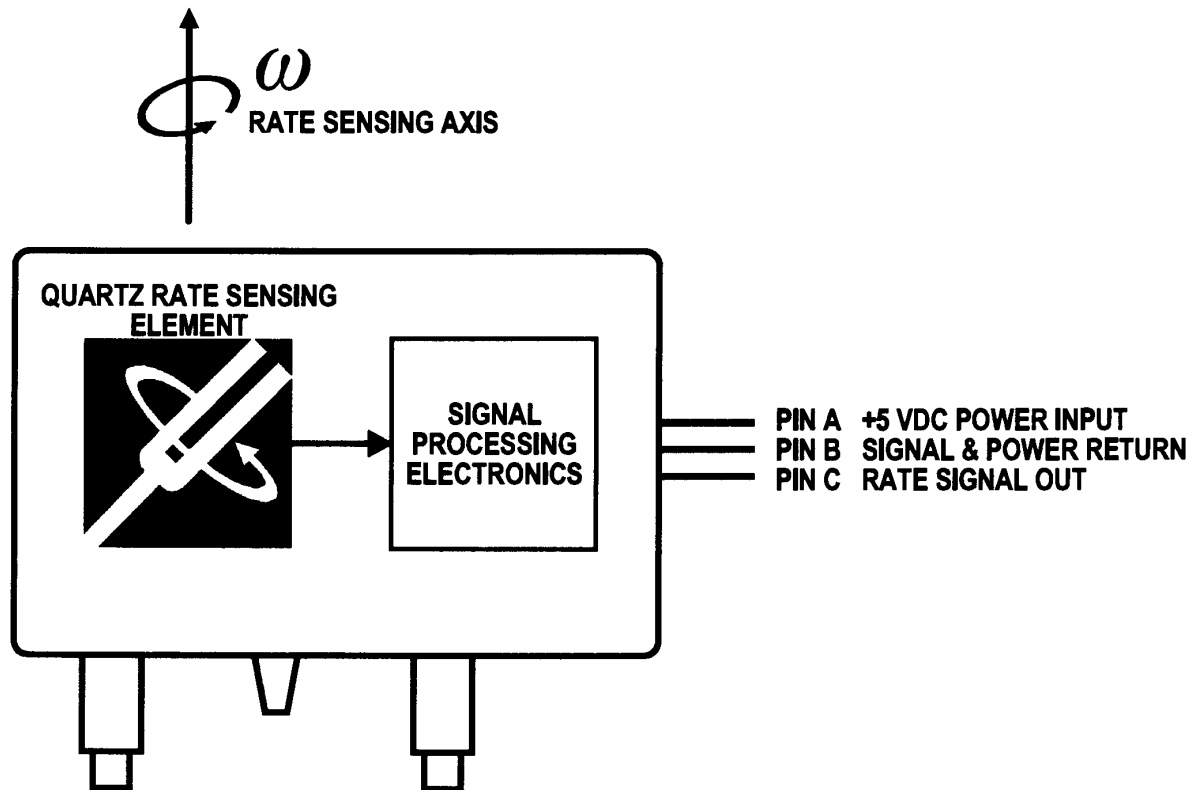 ω
RATE SENSING AXIS
QUARTZ RATE SENSING
ELEMENT
SIGNAL
PROCESSING
ELECTRONICS
PIN A +5 VDC POWER INPUT
PIN B SIGNAL & POWER RETURN
PIN C RATE SIGNAL OUT